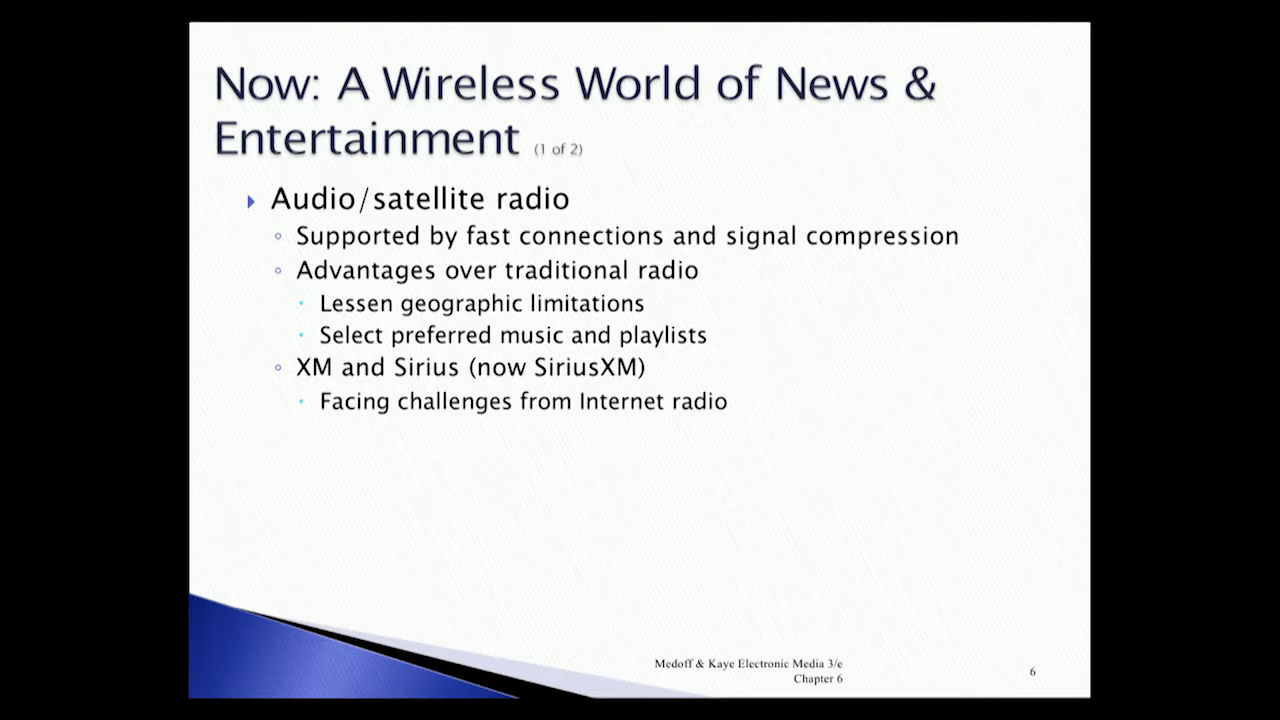 Now: A Wireless World of News &
Entertainment (1 of 2)
Audio/satellite radio
Supported by fast connections and signal compression
Advantages over traditional radio
Lessen geographic limitations
Select preferred music and playlists
XM and Sirius (now SiriusXM)
Facing challenges from Internet radio
Medoff & Kaye Electronic Media 3/e
Chapter 6
6